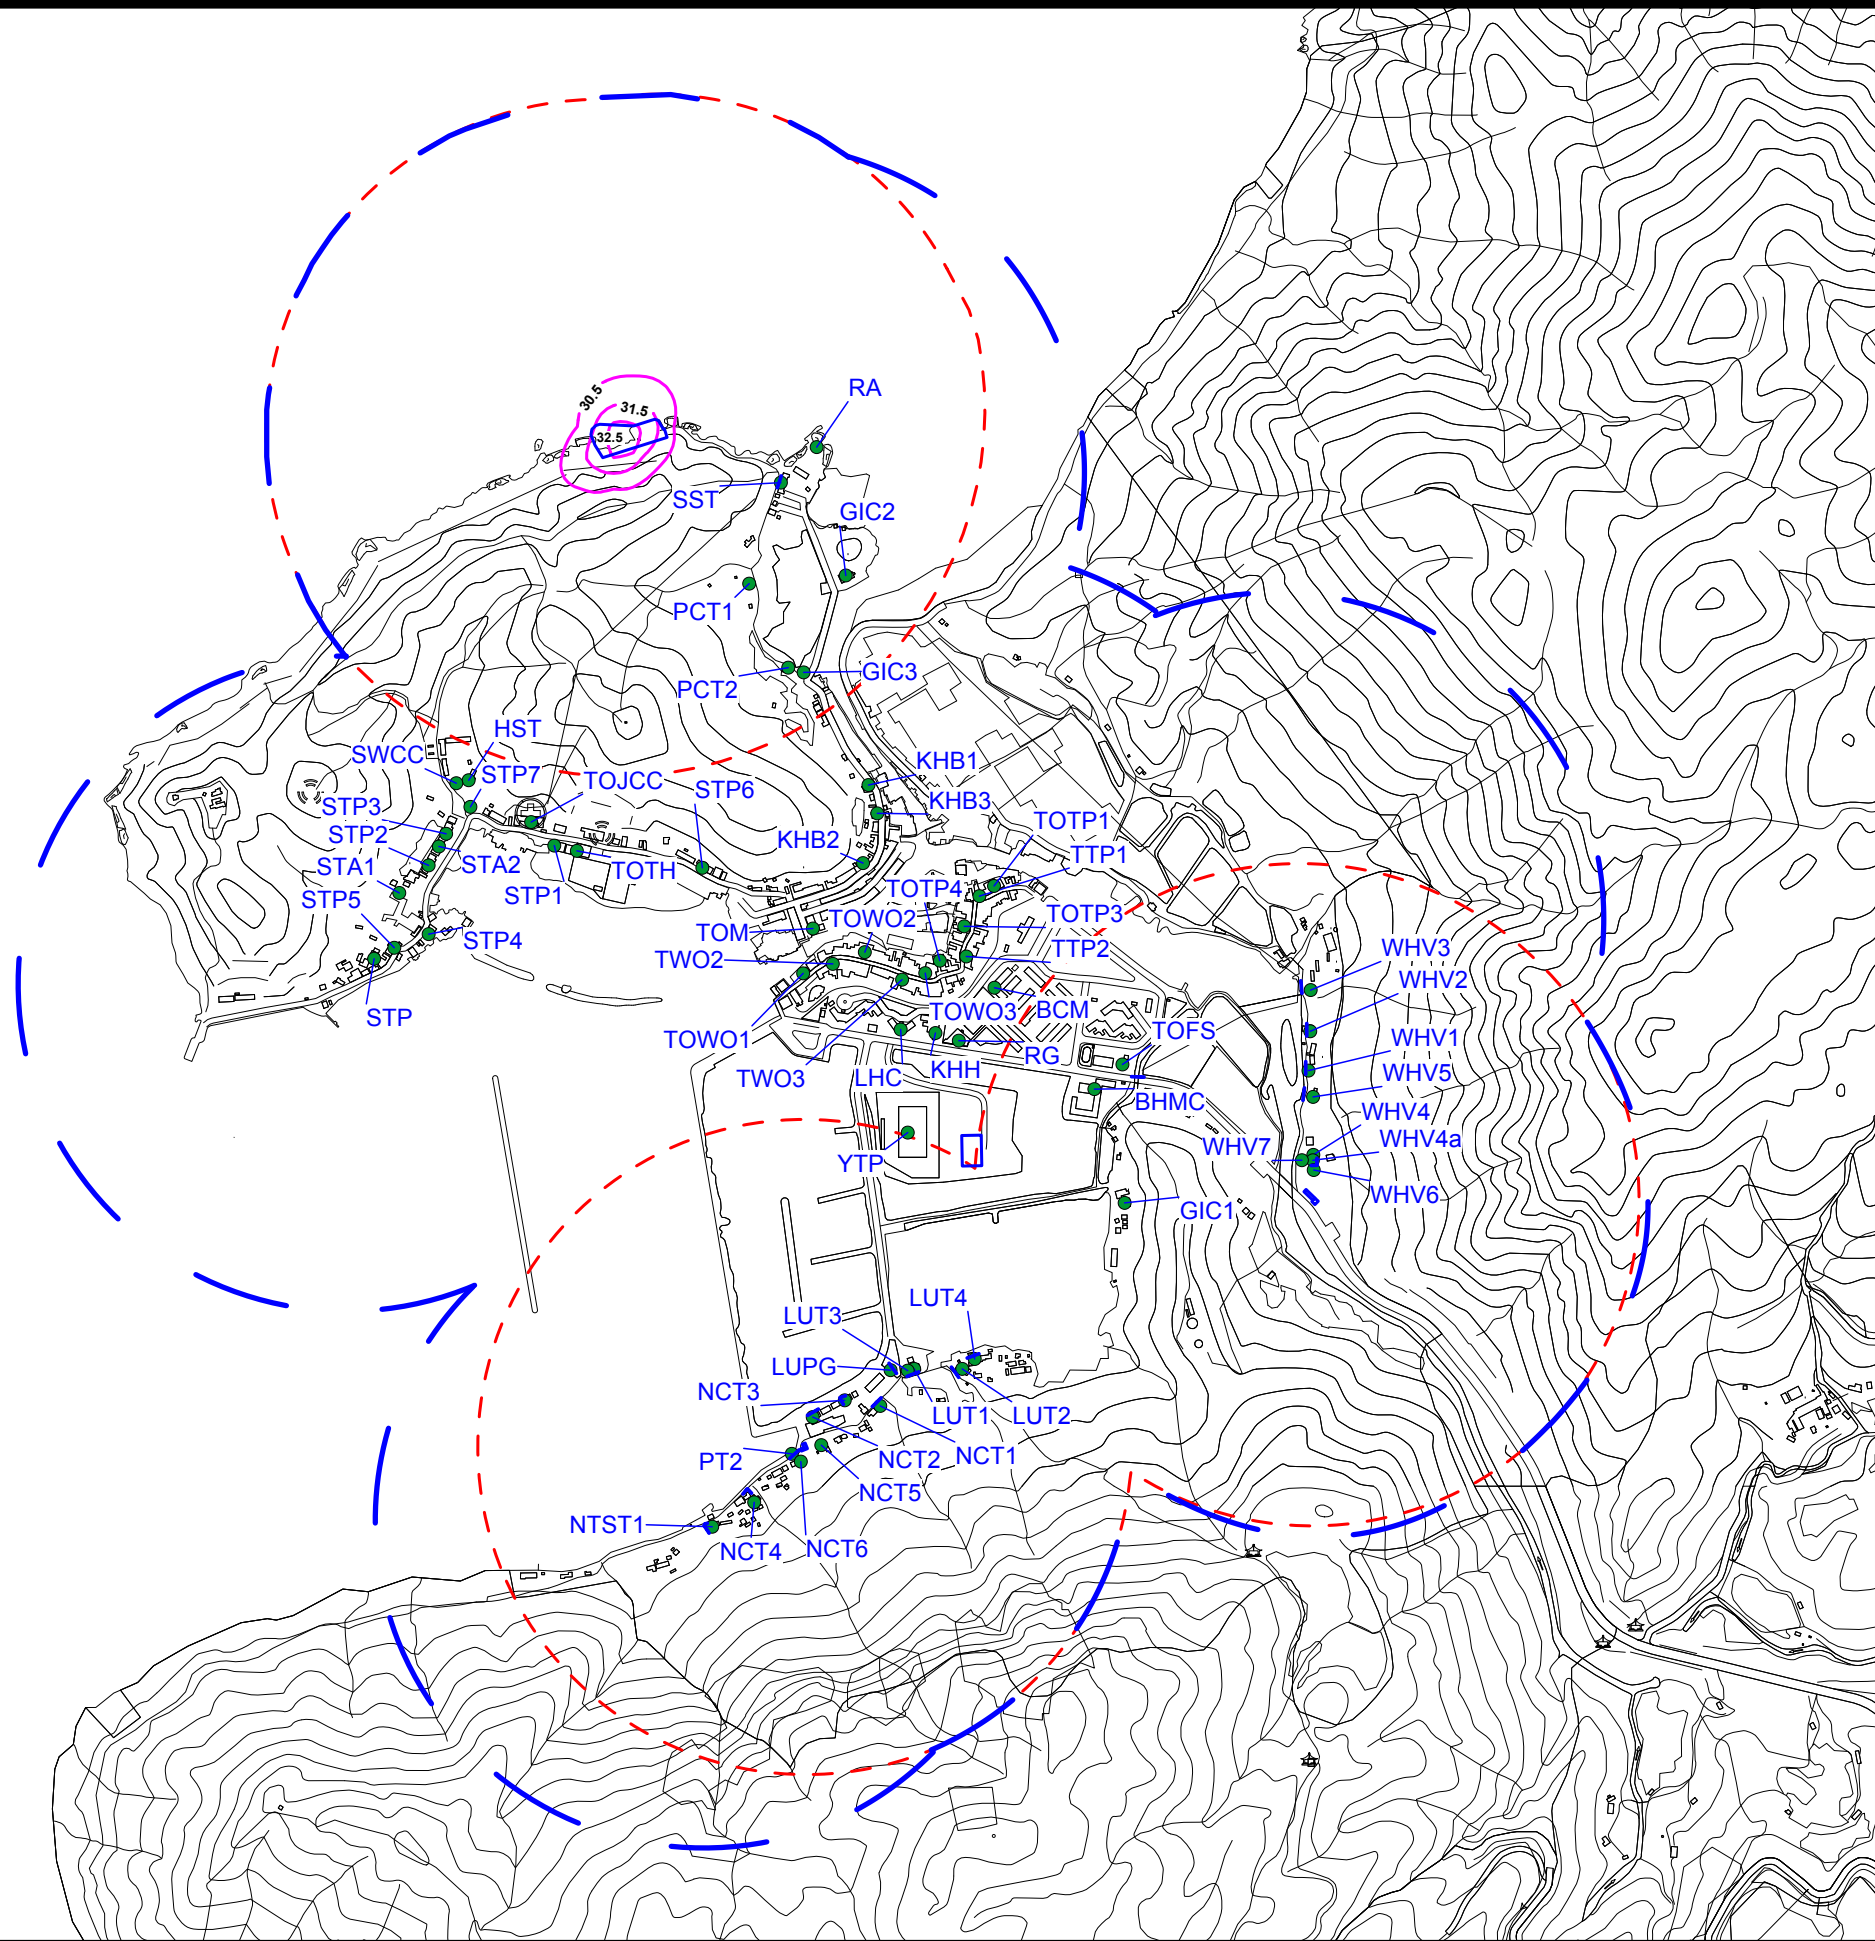 RA
30.5
31.5
32.5
SST
GIC2
PCT1
GIC3
PCT2
HST
SWCC
STP7
TOJCC
STP6
KHB1
KHB3
STP3
STP2
STA1
STP5
STA2
STP1
TOTH
KHB2
TOTP1
TTP1
TOTP4
TOWO2
TOTP3
TOM
STP4
TWO2
TTP2
WHV3
WHV2
STP
TOWO3
BCM
TOFS
TOWO1
WHV1
RG
KHH
LHC
TWO3
WHV5
BHMC
WHV4
WHV4a
WHV7
YTP
WHV6
GIC1
LUT4
LUT3
LUPG
NCT3
LUT1
LUT2
PT2
NCT2
NCT1
NCT5
NTST1
NCT4
NCT6